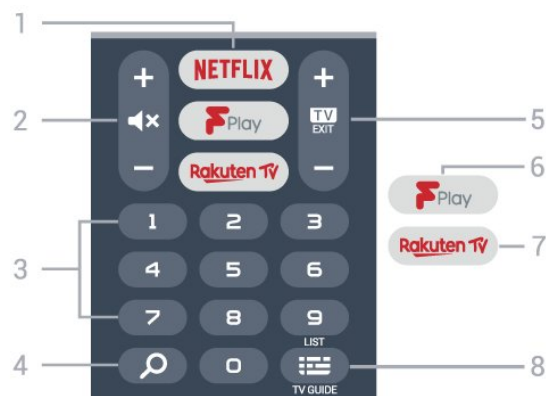 1
+
NETFLIX
+
2
F Play
TV
EXIT
5
-
Rakuten TV
-
6
F Play
1
2
3
3
Rakuten TV
7
4
5
6
7
8
9
LIST
4
0
8
TV GUIDE